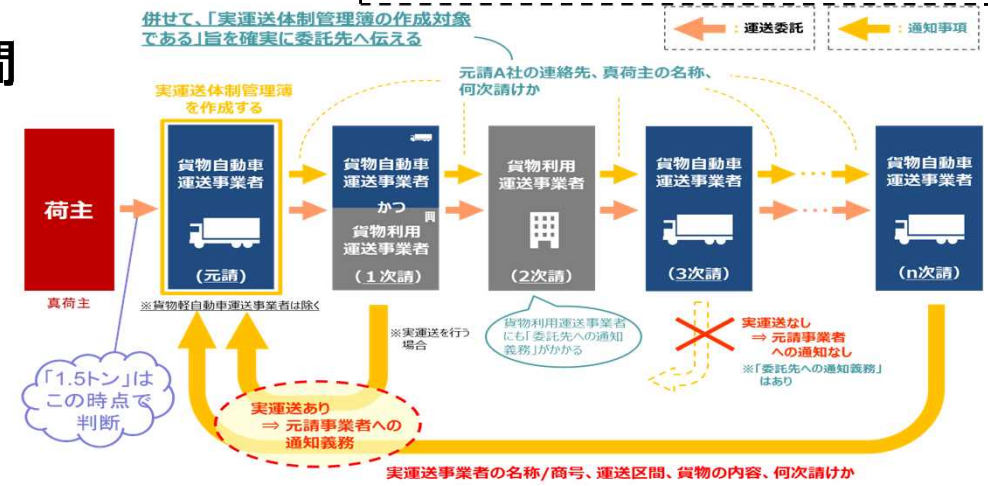 併せて、「実運送体制管理簿の作成対象
である」旨を確実に委託先へ伝える
：運送委託
：通知事項
間
元請A社の連絡先、真荷主の名称、
何次請けか
実運送体制管理簿
を作成する
荷主
真荷主
貨物自動車
運送事業者
(元請)
※貨物軽自動車運送事業者は除く
貨物自動車
運送事業者
かつ
貨物利用
運送事業者
(１次請)
貨物利用
運送事業者
(2次請)
貨物自動車
運送事業者
(3次請)
貨物自動車
運送事業者
(n次請)
「1.5トン」は
この時点で
判断
※実運送を行う
場合
貨物利用運送事業者
にも「委託先への通知
義務」がかかる
実運送なし
⇒ 元請事業者
への通知なし
※「委託先への通知義務」
はあり
実運送あり
⇒ 元請事業者への
通知義務
実運送事業者の名称/商号、運送区間、貨物の内容、何次請けか